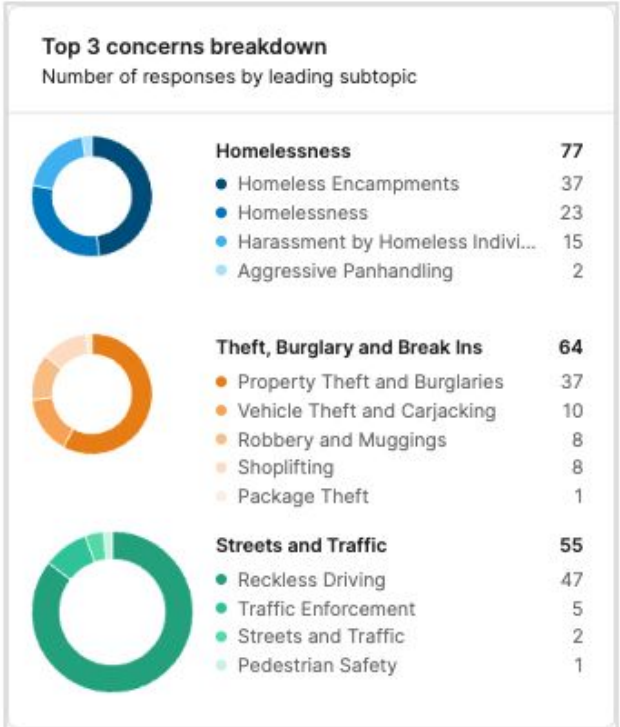 Top 3 concerns breakdown
Number of responses by leading subtopic
Homelessness 77
Homeless Encampments 37
Homelessness 23
Harassment by Homeless Indivi... 15
Aggressive Panhandling 2
Theft, Burglary and Break Ins 64
Property Theft and Burglaries 37
Vehicle Theft and Carjacking 10
Robbery and Muggings 8
Shoplifting 8
Package Theft 1
Streets and Traffic 55
Reckless Driving 47
Traffic Enforcement 5
Streets and Traffic 2
Pedestrian Safety 1